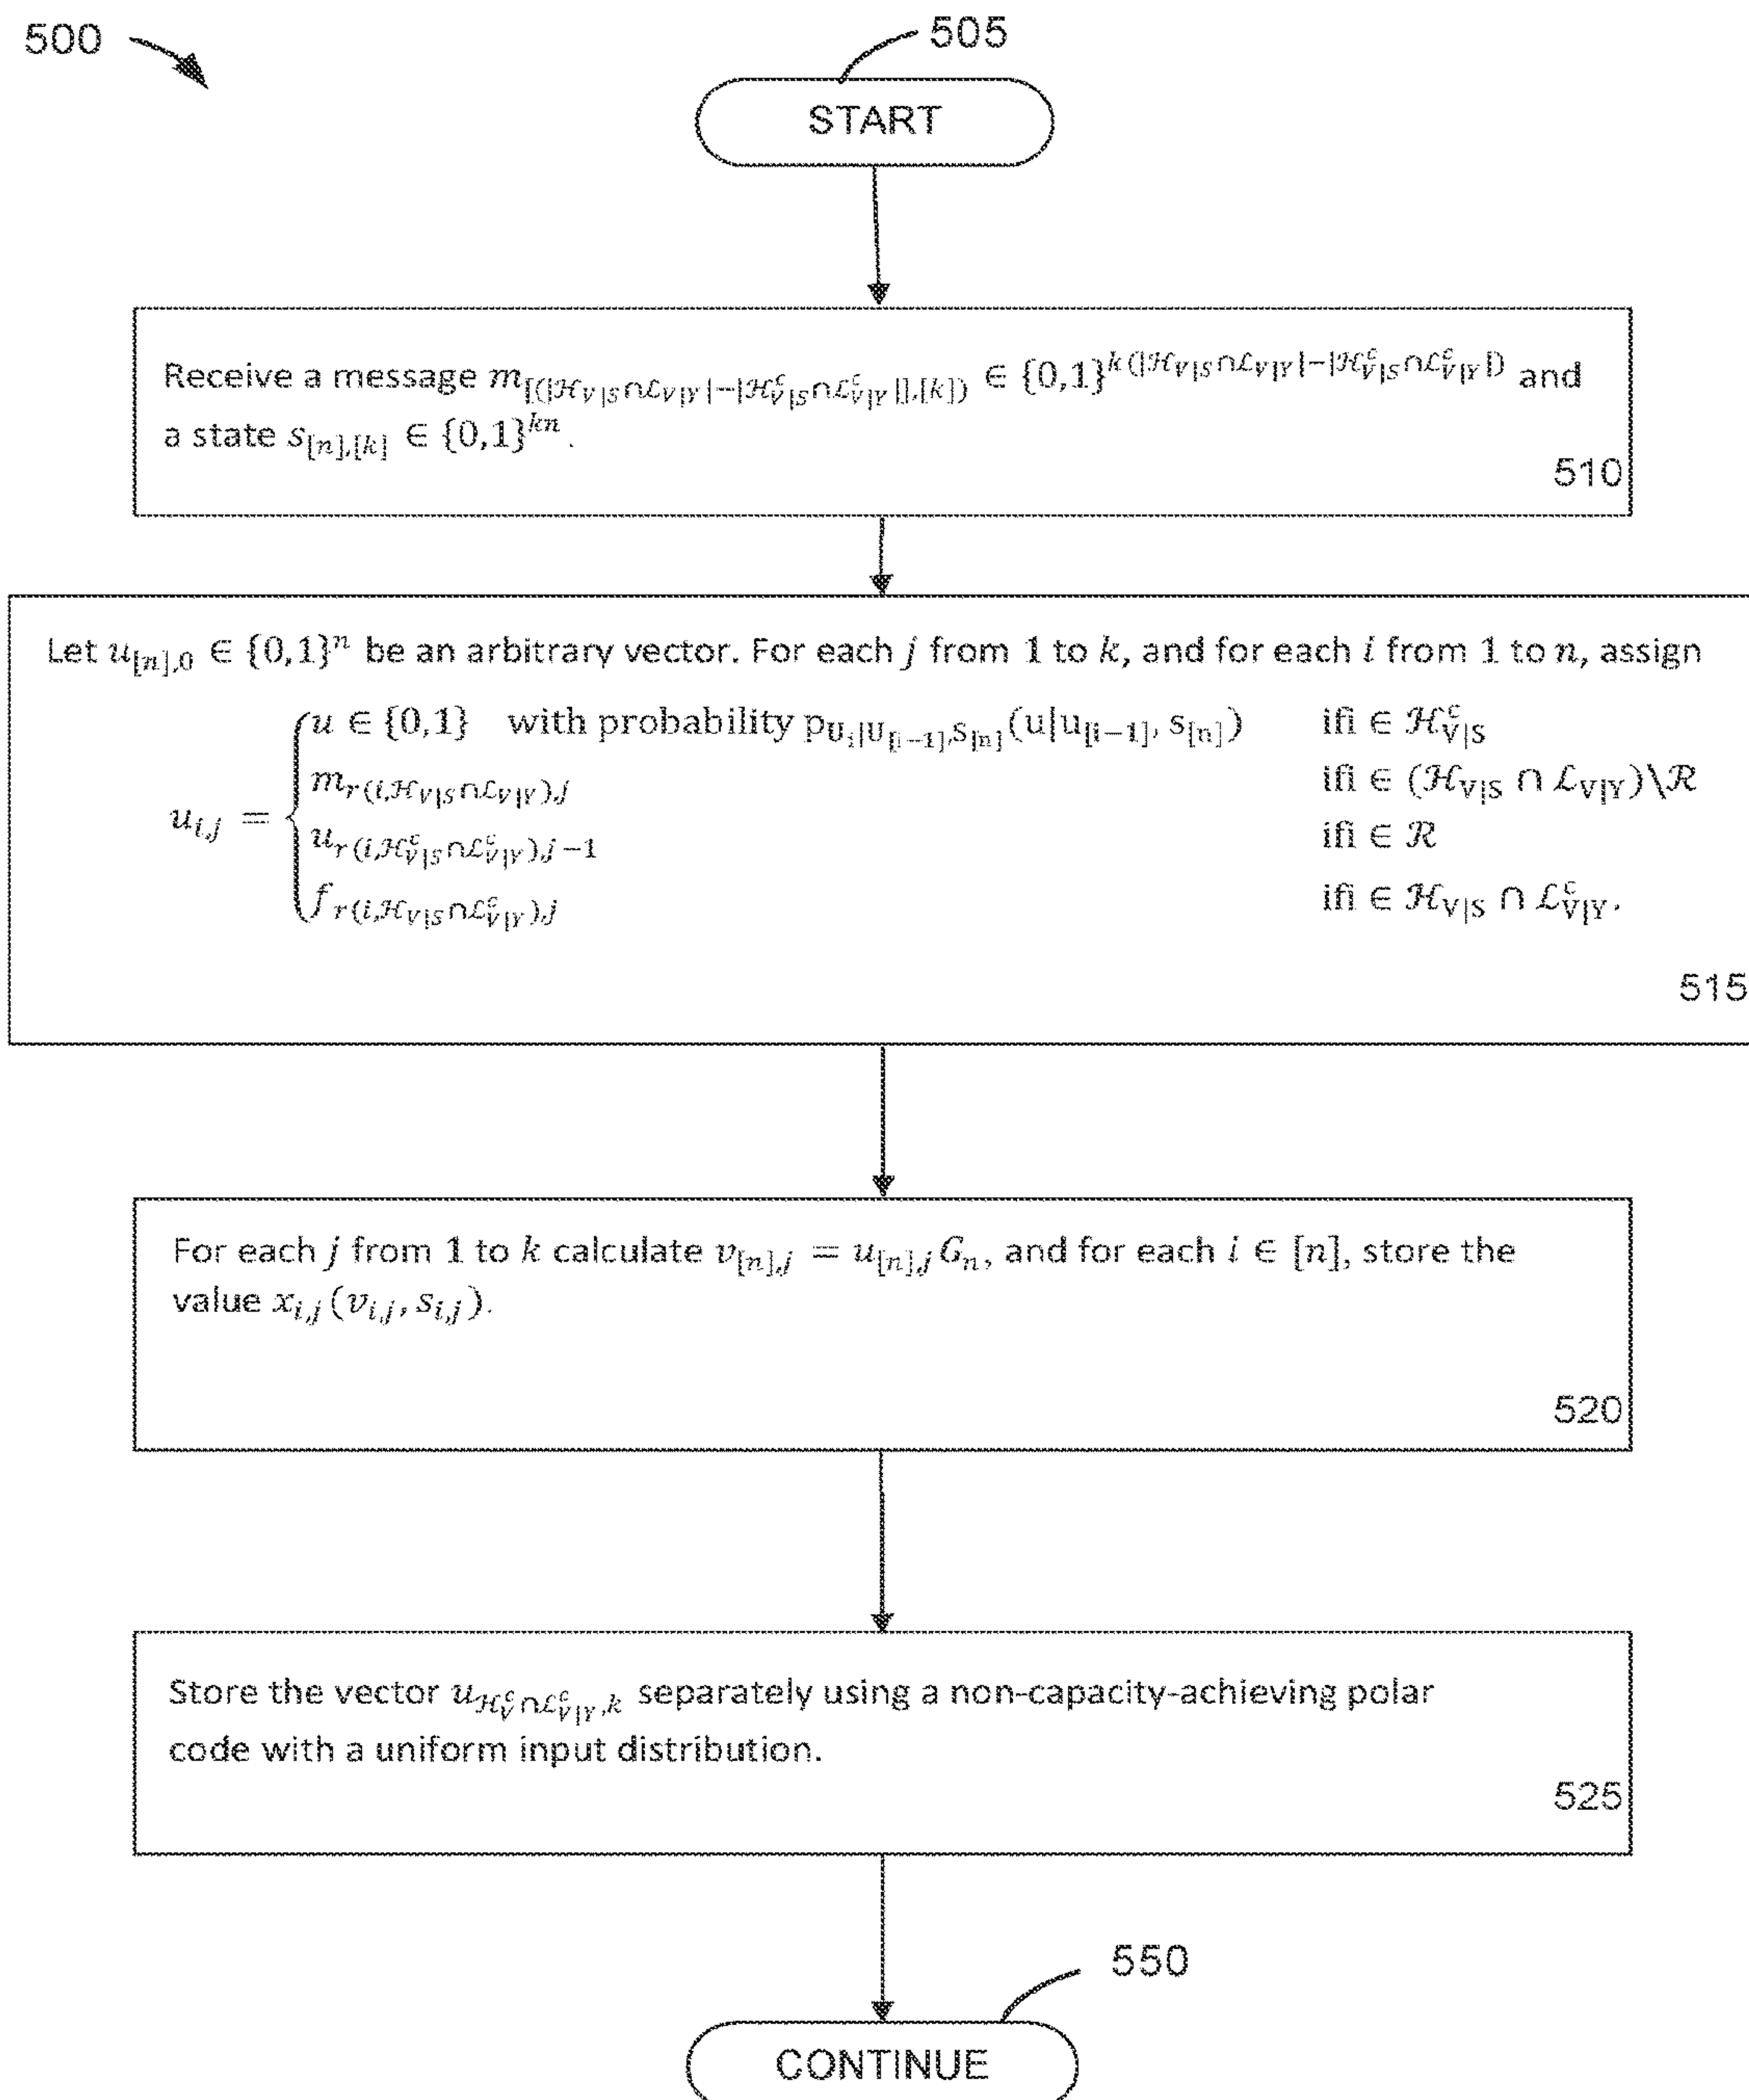 500
505
START
Receive a message m_{[(|ℋ_{V|S}∩ℒ_{V|Y}|−|ℋ^c_{V|S}∩ℒ^c_{V|Y}|],[k])} ∈ {0,1}^{k(|ℋ_{V|S}∩ℒ_{V|Y}|−|ℋ^c_{V|S}∩ℒ^c_{V|Y}|)} and
a state s_{[n],[k]} ∈ {0,1}^{kn}.
510
Let u_{[n],0} ∈ {0,1}^n be an arbitrary vector. For each j from 1 to k, and for each i from 1 to n, assign
u_{i,j} = { u ∈ {0,1} with probability p_{U_i|U_{[i−1]},S_{[n]}}(u|u_{[i−1]}, s_{[n]}) ifi ∈ ℋ^c_{V|S}
m_{r(i,ℋ_{V|S}∩ℒ_{V|Y}),j} ifi ∈ (ℋ_{V|S} ∩ ℒ_{V|Y})\ℛ
u_{r(i,ℋ^c_{V|S}∩ℒ^c_{V|Y}),j−1} ifi ∈ ℛ
f_{r(i,ℋ_{V|S}∩ℒ^c_{V|Y}),j} ifi ∈ ℋ_{V|S} ∩ ℒ^c_{V|Y}.
515
For each j from 1 to k calculate v_{[n],j} = u_{[n],j}G_n, and for each i ∈ [n], store the
value x_{i,j}(v_{i,j}, s_{i,j}).
520
Store the vector u_{ℋ^c_V∩ℒ^c_{V|Y},k} separately using a non-capacity-achieving polar
code with a uniform input distribution.
525
550
CONTINUE